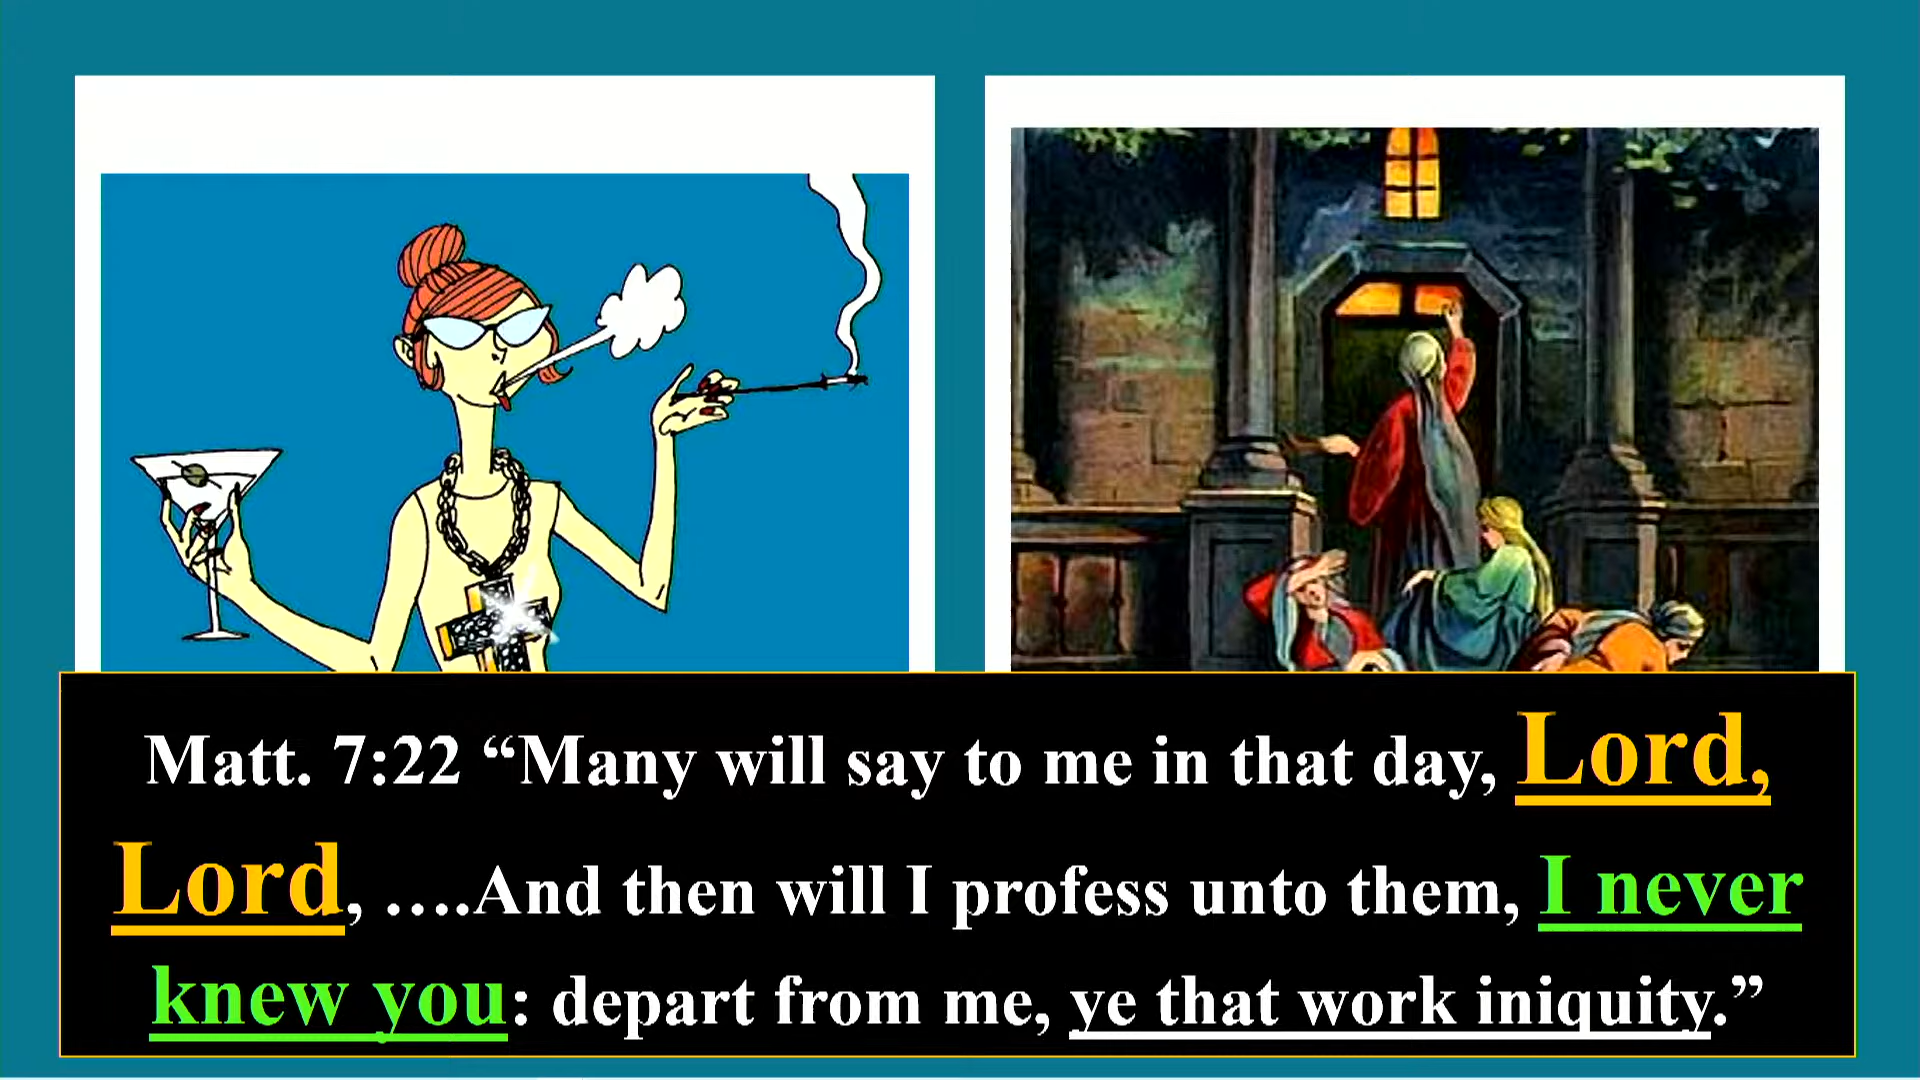 Matt. 7:22 “Many will say to me in that day, Lord,
Lord, ….And then will I profess unto them, I never
knew you: depart from me, ye that work iniquity.”